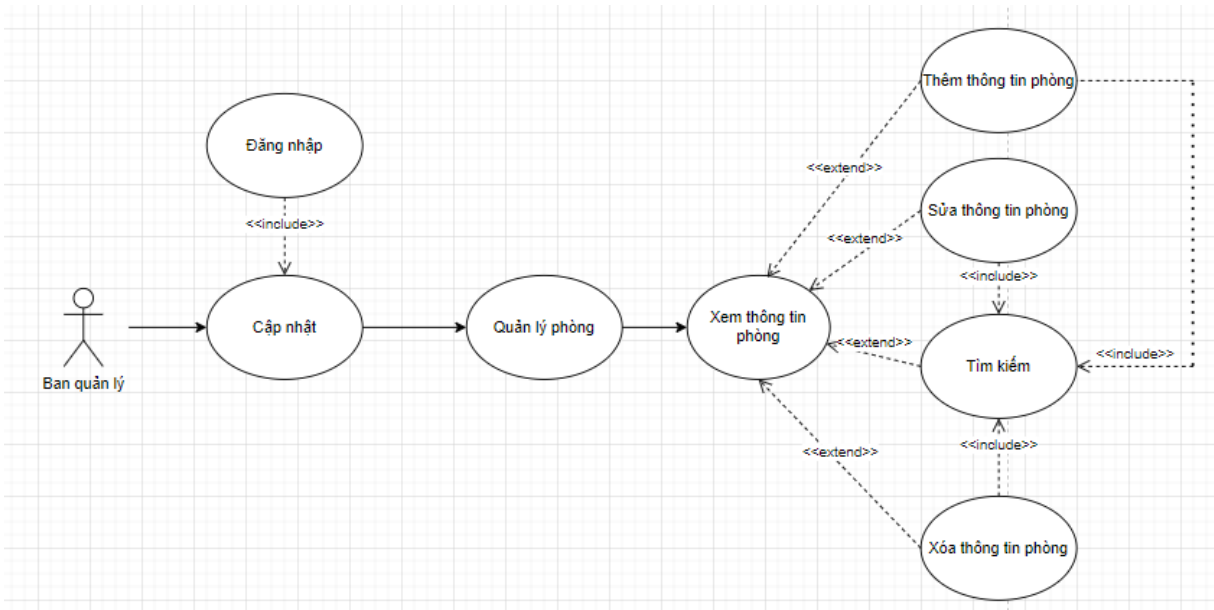 Thêm thông tin phòng
Đăng nhập
<<extend>>
Sửa thông tin phòng
<<include>>
<<extend>>
<<include>>
Ban quản lý
Cập nhật
Quản lý phòng
Xem thông tin
phòng
<<extend>>
Tìm kiếm
<<include>>
<<extend>>
<<include>>
Xóa thông tin phòng